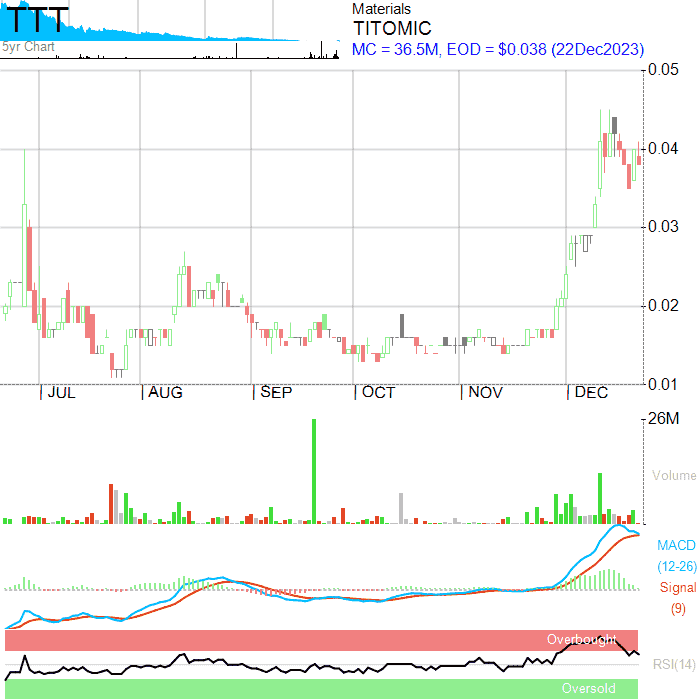 TTT
5yr Chart
Materials
TITOMIC
MC = 36.5M, EOD = $0.038 (22Dec2023)
0.05
0.04
0.03
0.02
0.01
JUL AUG SEP OCT NOV DEC
26M
Volume
MACD
(12-26)
Signal
(9)
Overbought
RSI(14)
Oversold